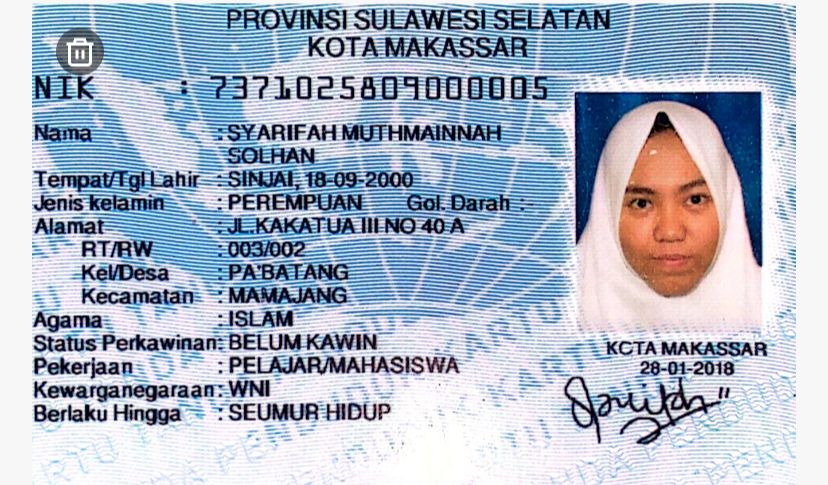 PROVINSI SULAWESI SELATAN
KOTA MAKASSAR
NIK : 7371025809000005
Nama : SYARIFAH MUTHMAINNAH
SOLHAN
Tempat/Tgl Lahir : SINJAI, 18-09-2000
Jenis kelamin : PEREMPUAN Gol. Darah :-
Alamat : JL.KAKATUA III NO 40 A
RT/RW : 003/002
Kel/Desa : PA'BATANG
Kecamatan : MAMAJANG
Agama : ISLAM
Status Perkawinan: BELUM KAWIN
Pekerjaan : PELAJAR/MAHASISWA
Kewarganegaraan: WNI
Berlaku Hingga : SEUMUR HIDUP
KOTA MAKASSAR
28-01-2018